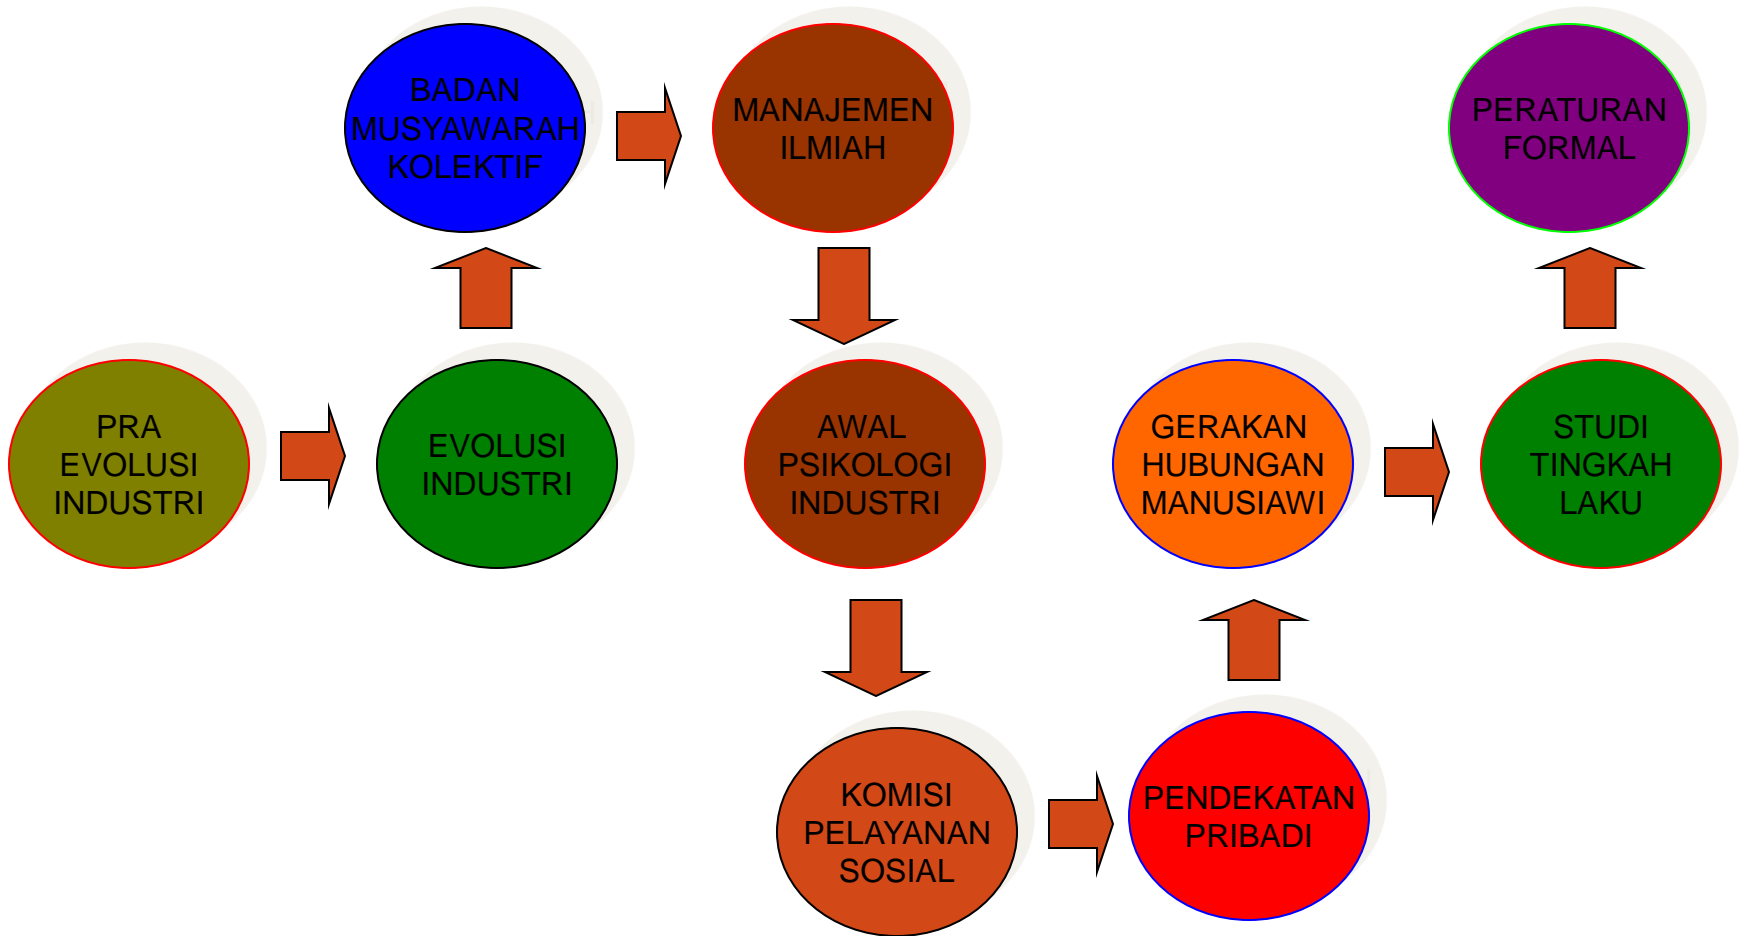 PRA
EVOLUSI
INDUSTRI
EVOLUSI
INDUSTRI
BADAN
MUSYAWARAH
KOLEKTIF
MANAJEMEN
ILMIAH
AWAL
PSIKOLOGI
INDUSTRI
KOMISI
PELAYANAN
SOSIAL
PENDEKATAN
PRIBADI
GERAKAN
HUBUNGAN
MANUSIAWI
STUDI
TINGKAH
LAKU
PERATURAN
FORMAL